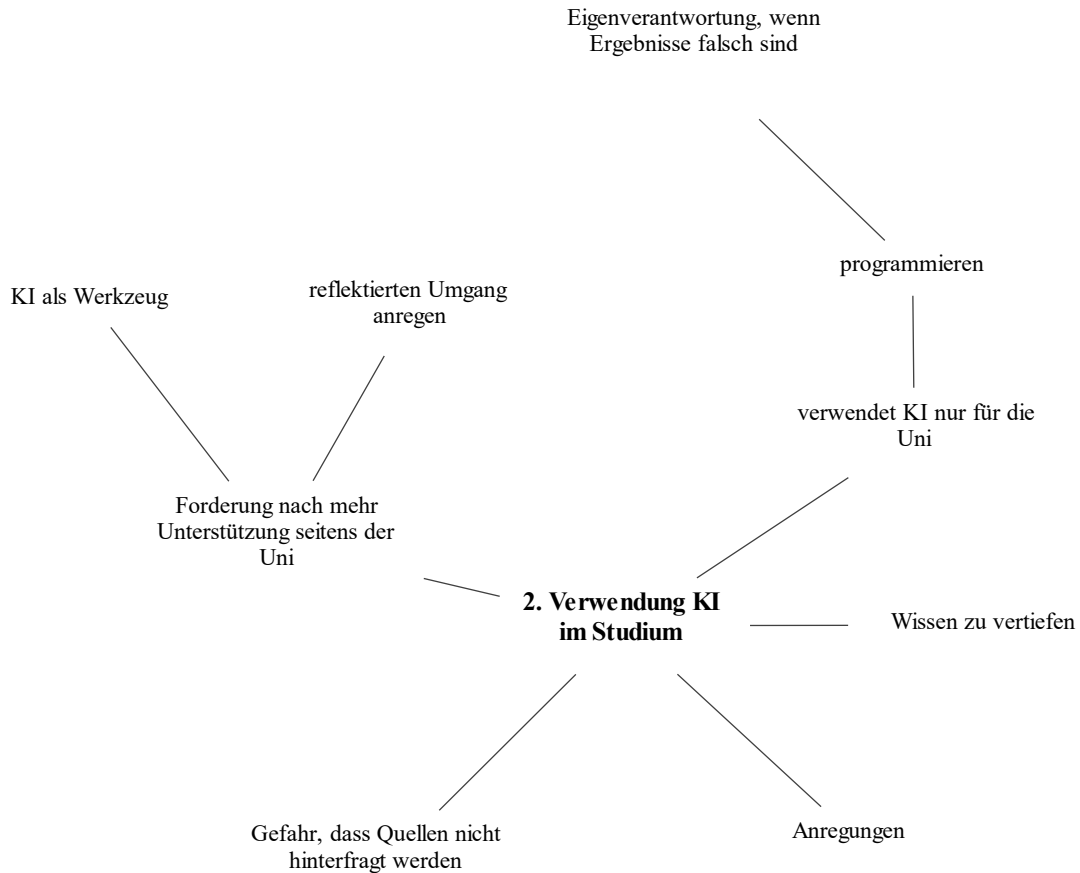 Eigenverantwortung, wenn
Ergebnisse falsch sind
programmieren
KI als Werkzeug
reflektierten Umgang
anregen
verwendet KI nur für die
Uni
Forderung nach mehr
Unterstützung seitens der
Uni
2. Verwendung KI
im Studium
Wissen zu vertiefen
Gefahr, dass Quellen nicht
hinterfragt werden
Anregungen